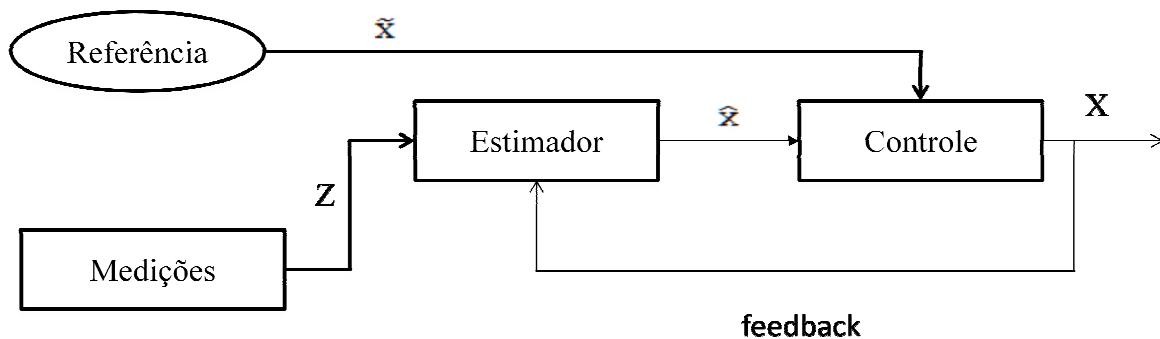 x̃
Referência
x̂
X
Estimador
Controle
Z
Medições
feedback